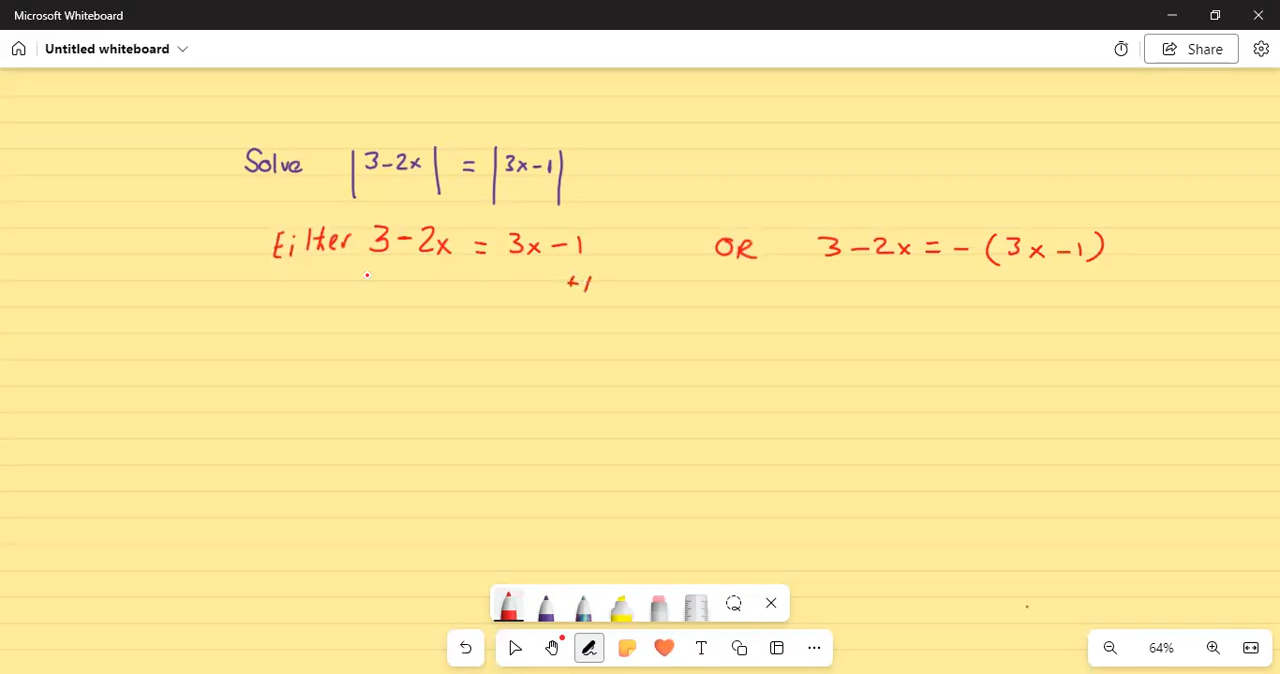 Microsoft Whiteboard
Untitled whiteboard
Share
Solve |3-2x| = |3x-1|
Either 3-2x = 3x-1 OR 3-2x = -(3x-1)
+1
64%